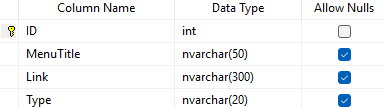 Column Name Data Type Allow Nulls
ID int
MenuTitle nvarchar(50)
Link nvarchar(300)
Type nvarchar(20)